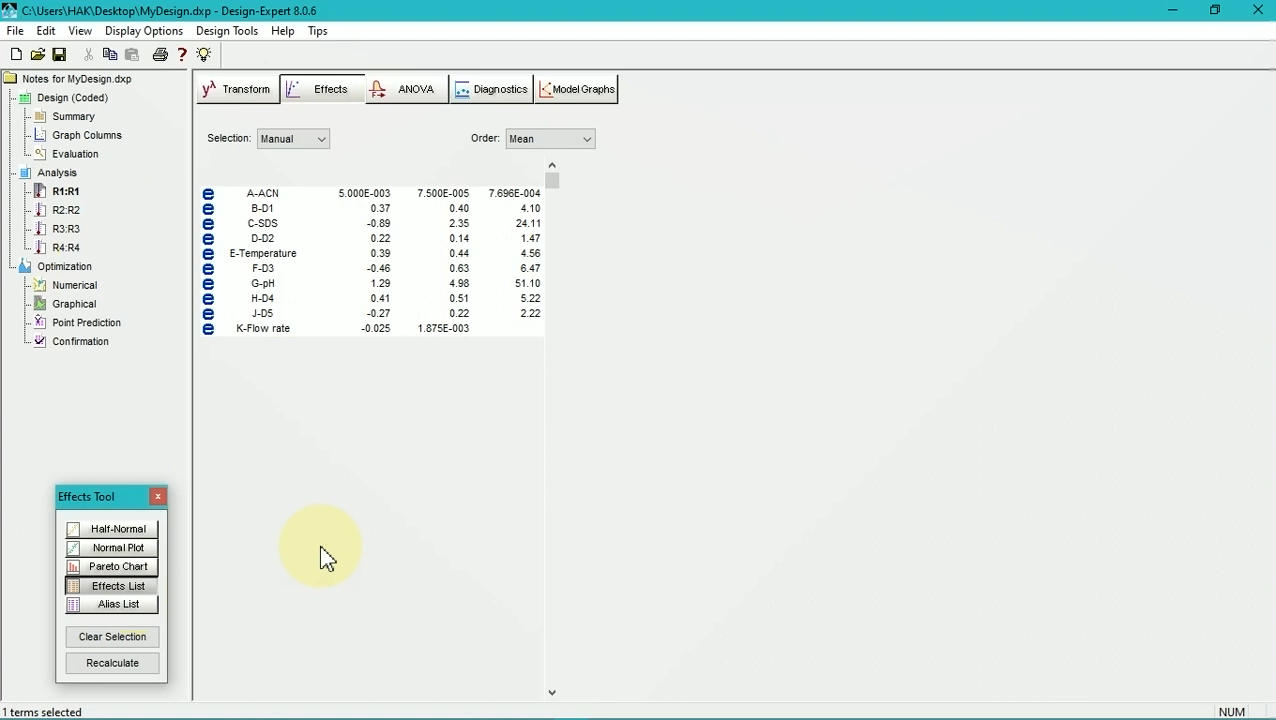 C:\Users\HAK\Desktop\MyDesign.dxp - Design-Expert 8.0.6
File Edit View Display Options Design Tools Help Tips
Notes for MyDesign.dxp
Design (Coded)
Summary
Graph Columns
Evaluation
Analysis
R1:R1
R2:R2
R3:R3
R4:R4
Optimization
Numerical
Graphical
Point Prediction
Confirmation
yλ Transform Effects ANOVA Diagnostics Model Graphs
Selection: Manual Order: Mean
e A-ACN 5.000E-003 7.500E-005 7.696E-004
e B-D1 0.37 0.40 4.10
e C-SDS -0.89 2.35 24.11
e D-D2 0.22 0.14 1.47
e E-Temperature 0.39 0.44 4.56
e F-D3 -0.46 0.63 6.47
e G-pH 1.29 4.98 51.10
e H-D4 0.41 0.51 5.22
e J-D5 -0.27 0.22 2.22
e K-Flow rate -0.025 1.875E-003
Effects Tool
Half-Normal
Normal Plot
Pareto Chart
Effects List
Alias List
Clear Selection
Recalculate
1 terms selected NUM